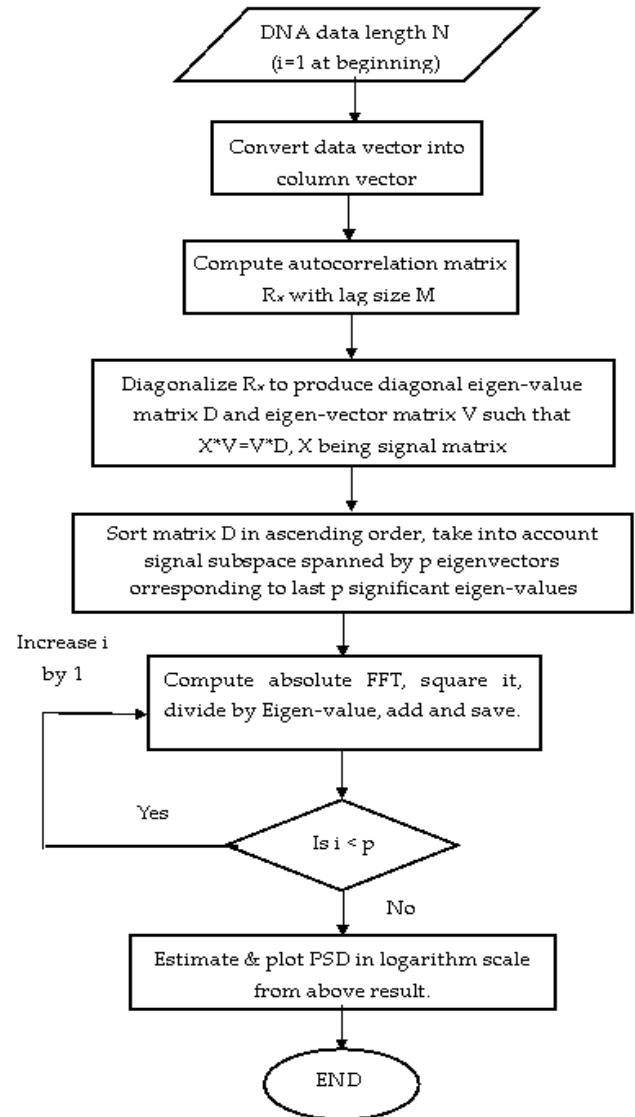 DNA data length N
(i=1 at beginning)
Convert data vector into
column vector
Compute autocorrelation matrix
Rx with lag size M
Diagonalize Rx to produce diagonal eigen-value
matrix D and eigen-vector matrix V such that
X*V=V*D, X being signal matrix
Sort matrix D in ascending order, take into account
signal subspace spanned by p eigenvectors
orresponding to last p significant eigen-values
Increase i
by 1
Compute absolute FFT, square it,
divide by Eigen-value, add and save.
Yes
Is i < p
No
Estimate & plot PSD in logarithm scale
from above result.
END